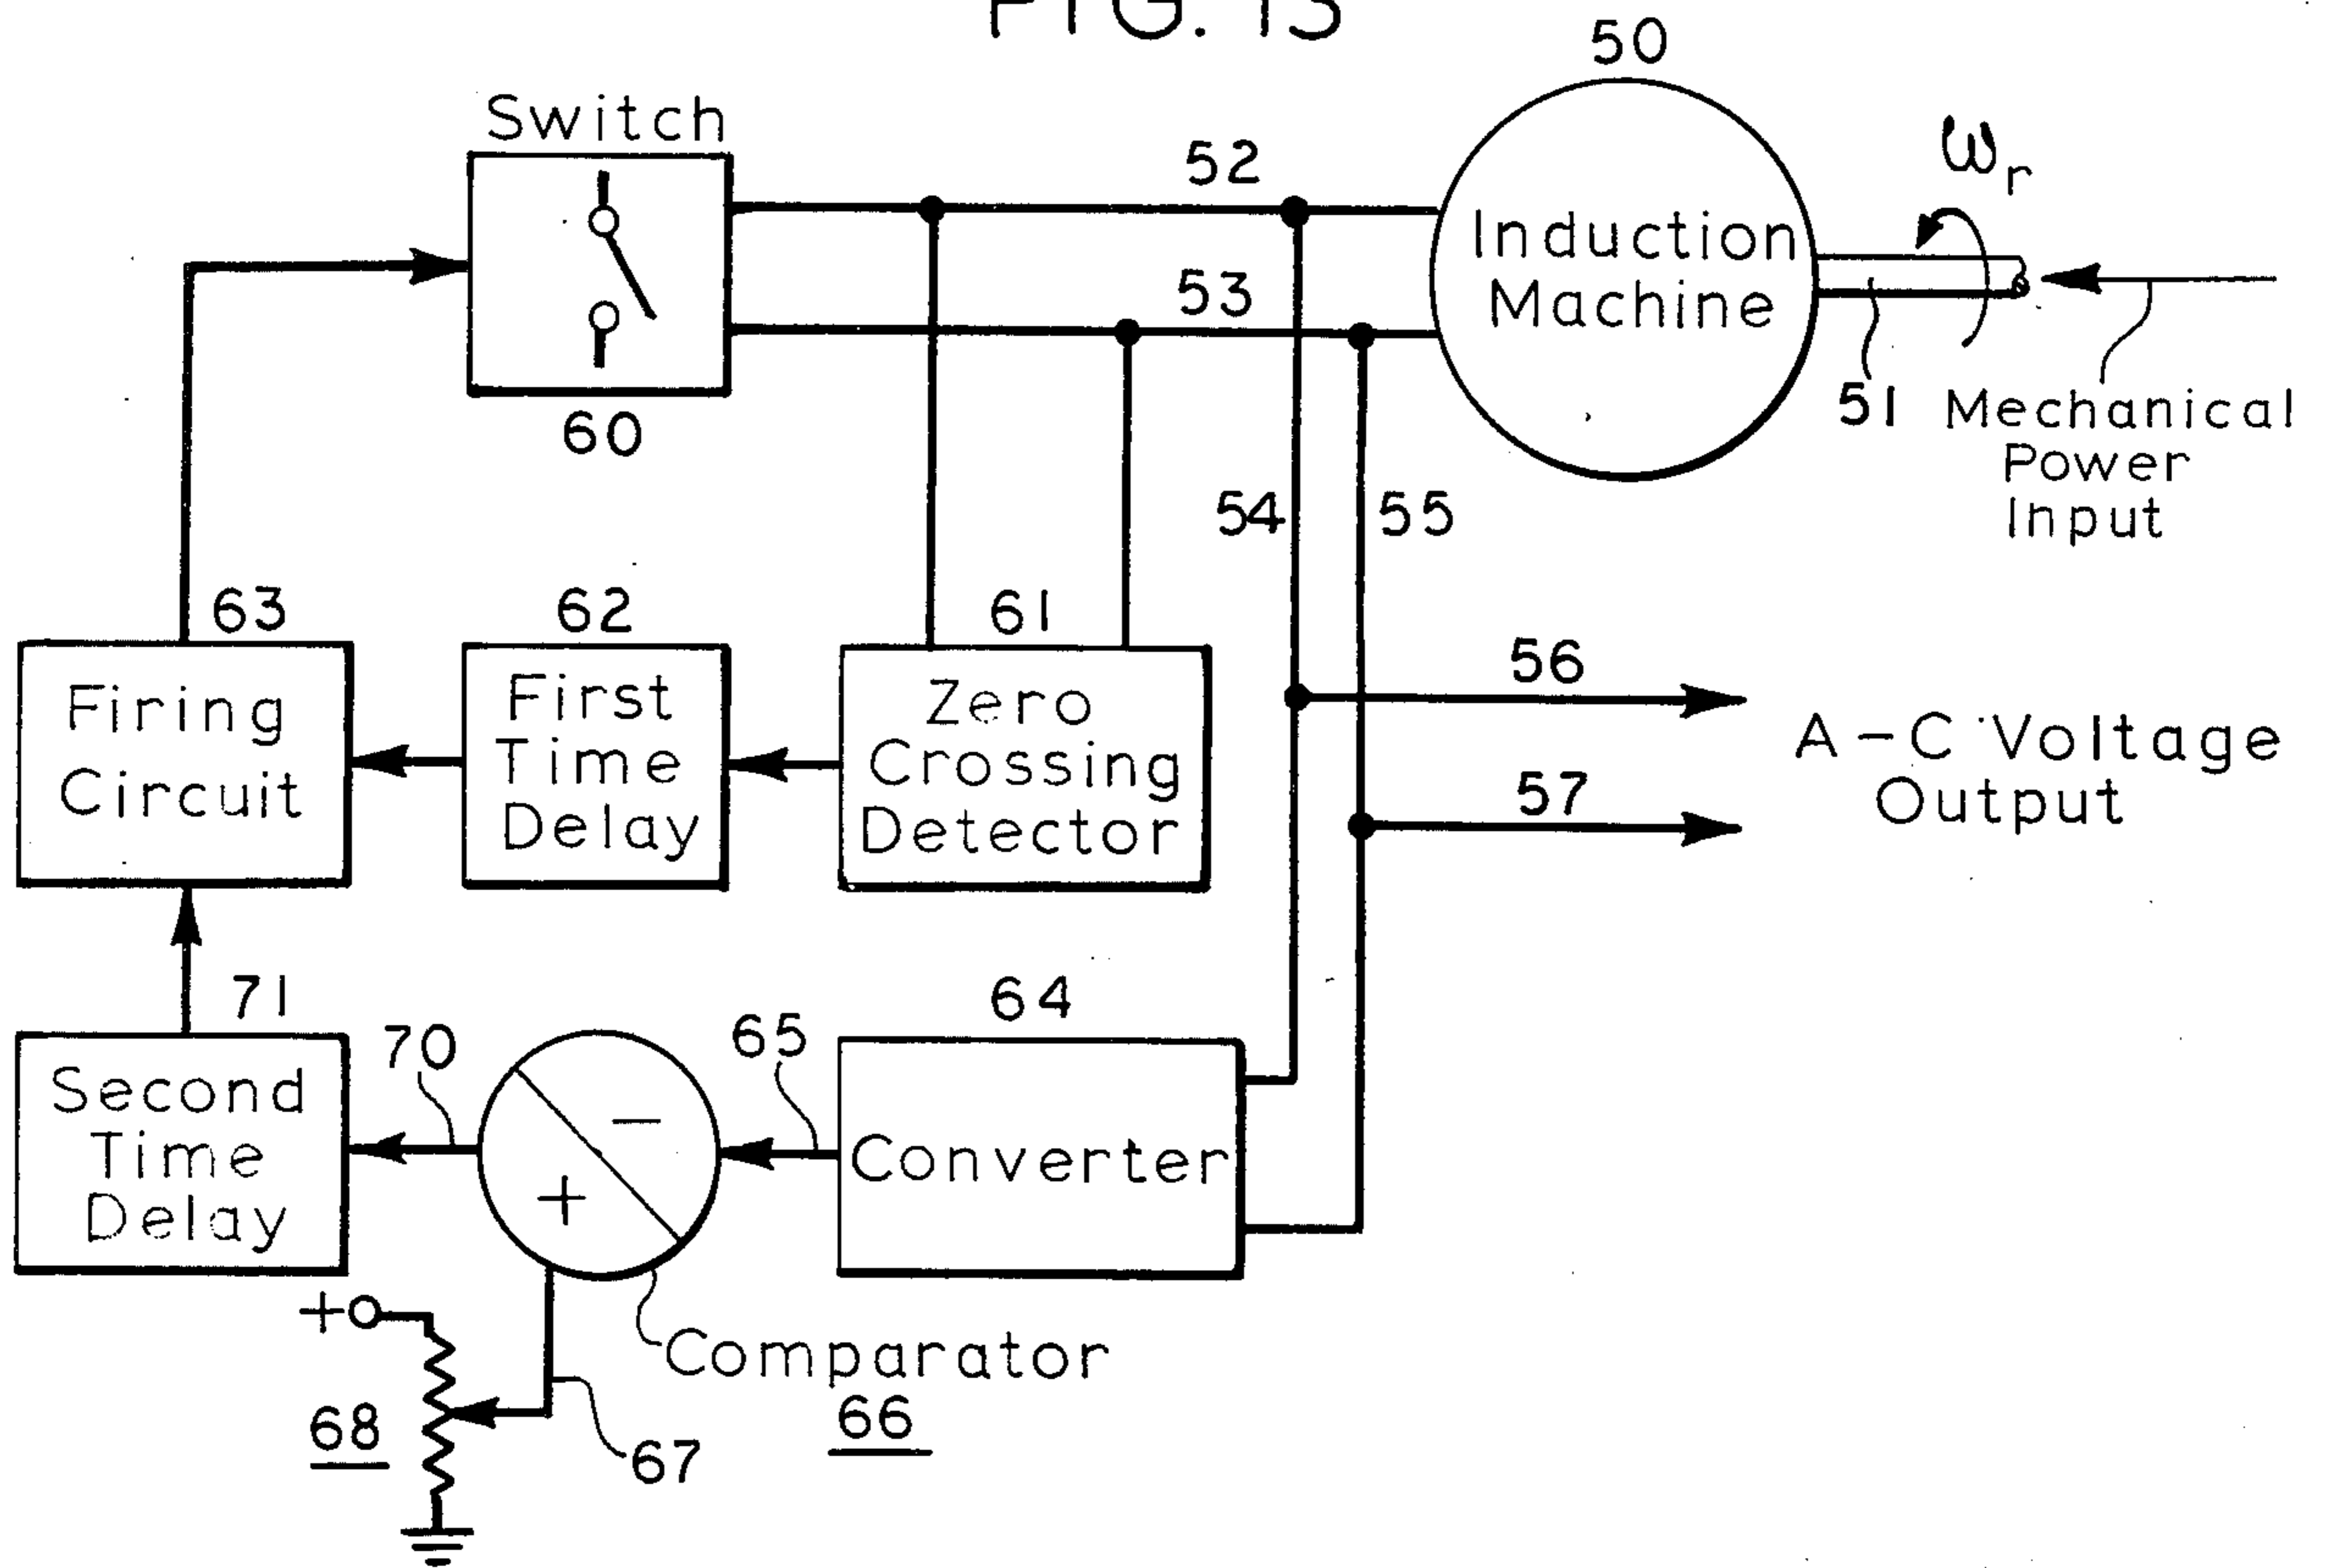 FIG. 13
50
Switch
52
ωr
Induction
Machine
53
51
Mechanical
Power
Input
60
54
55
63
62
61
56
Firing
Circuit
First
Time
Delay
Zero
Crossing
Detector
A-C Voltage
Output
57
71
70
65
64
Second
Time
Delay
−
+
Converter
+
Comparator
66
68
67